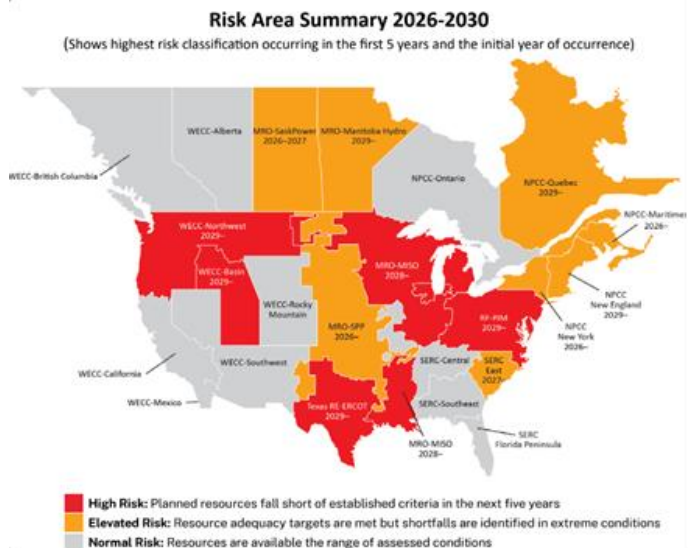 Risk Area Summary 2026-2030
(Shows highest risk classification occurring in the first 5 years and the initial year of occurrence)
WECC-Alberta
MRO-SaskPower
2026–2027
MRO-Manitoba Hydro
2029–
WECC-British Columbia
NPCC-Ontario
NPCC-Quebec
2029–
NPCC-Maritimes
2026–
WECC-Northwest
2029–
WECC-Basin
2029–
MRO-MISO
2028–
NPCC
New England
2029–
WECC-Rocky
Mountain
MRO-SPP
2026–
RF-PJM
2029–
NPCC
New York
2026–
WECC-California
WECC-Southwest
SERC-Central
SERC
East
2027–
WECC-Mexico
Texas RE-ERCOT
2029–
SERC-Southeast
MRO-MISO
2028–
SERC
Florida Peninsula
High Risk: Planned resources fall short of established criteria in the next five years
Elevated Risk: Resource adequacy targets are met but shortfalls are identified in extreme conditions
Normal Risk: Resources are available the range of assessed conditions